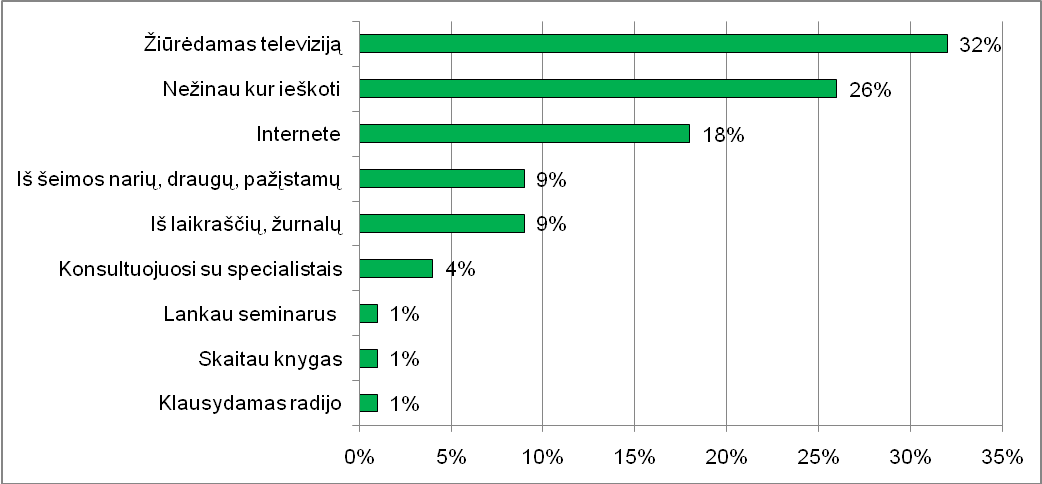 Žiūrėdamas televiziją 32%
Nežinau kur ieškoti 26%
Internete 18%
Iš šeimos narių, draugų, pažįstamų 9%
Iš laikraščių, žurnalų 9%
Konsultuojuosi su specialistais 4%
Lankau seminarus 1%
Skaitau knygas 1%
Klausydamas radijo 1%
0% 5% 10% 15% 20% 25% 30% 35%